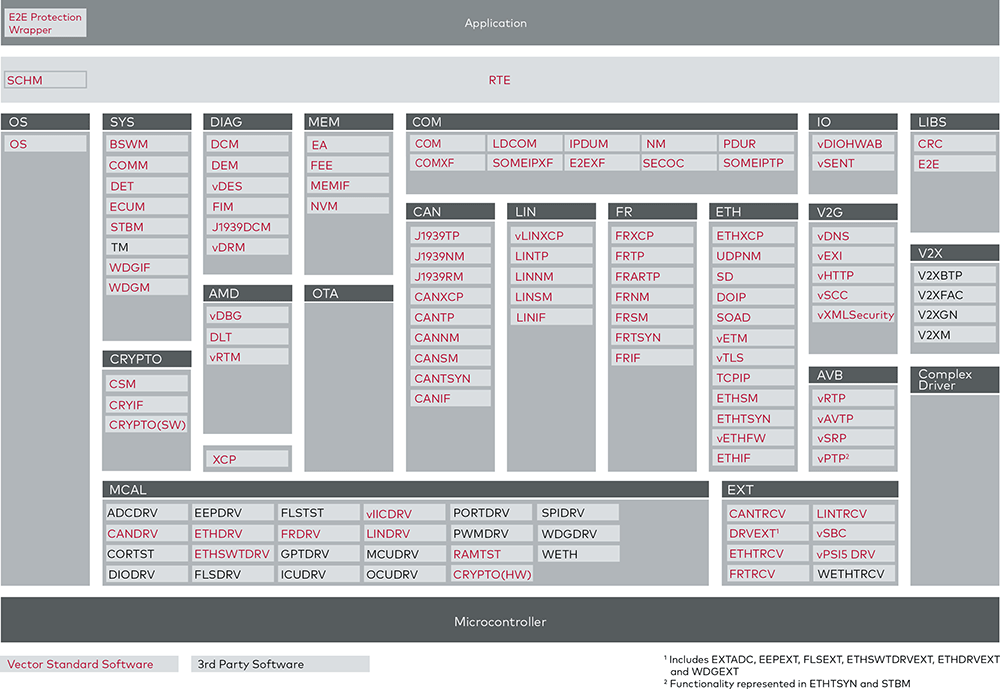 E2E Protection
Wrapper
Application
SCHM
RTE
OS
OS
SYS
BSWM
COMM
DET
ECUM
STBM
TM
WDGIF
WDGM
CRYPTO
CSM
CRYIF
CRYPTO(SW)
DIAG
DCM
DEM
vDES
FIM
J1939DCM
vDRM
AMD
vDBG
DLT
vRTM
XCP
MEM
EA
FEE
MEMIF
NVM
OTA
COM
COM LDCOM IPDUM NM PDUR
COMXF SOMEIPXF E2EXF SECOC SOMEIPTP
CAN
J1939TP
J1939NM
J1939RM
CANXCP
CANTP
CANNM
CANSM
CANTSYN
CANIF
LIN
vLINXCP
LINTP
LINNM
LINSM
LINIF
FR
FRXCP
FRTP
FRARTP
FRNM
FRSM
FRTSYN
FRIF
ETH
ETHXCP
UDPNM
SD
DOIP
SOAD
vETM
vTLS
TCPIP
ETHSM
ETHTSYN
vETHFW
ETHIF
IO
vDIOHWAB
vSENT
V2G
vDNS
vEXI
vHTTP
vSCC
vXMLSecurity
AVB
vRTP
vAVTP
vSRP
vPTP²
LIBS
CRC
E2E
V2X
V2XBTP
V2XFAC
V2XGN
V2XM
Complex
Driver
MCAL
ADCDRV EEPDRV FLSTST vIICDRV PORTDRV SPIDRV
CANDRV ETHDRV FRDRV LINDRV PWMDRV WDGDRV
CORTST ETHSWTDRV GPTDRV MCUDRV RAMTST WETH
DIODRV FLSDRV ICUDRV OCUDRV CRYPTO(HW)
EXT
CANTRCV LINTRCV
DRVEXT¹ vSBC
ETHTRCV vPSI5 DRV
FRTRCV WETHTRCV
Microcontroller
Vector Standard Software
3rd Party Software
¹ Includes EXTADC, EEPEXT, FLSEXT, ETHSWTDRVEXT, ETHDRVEXT
and WDGEXT
² Functionality represented in ETHTSYN and STBM